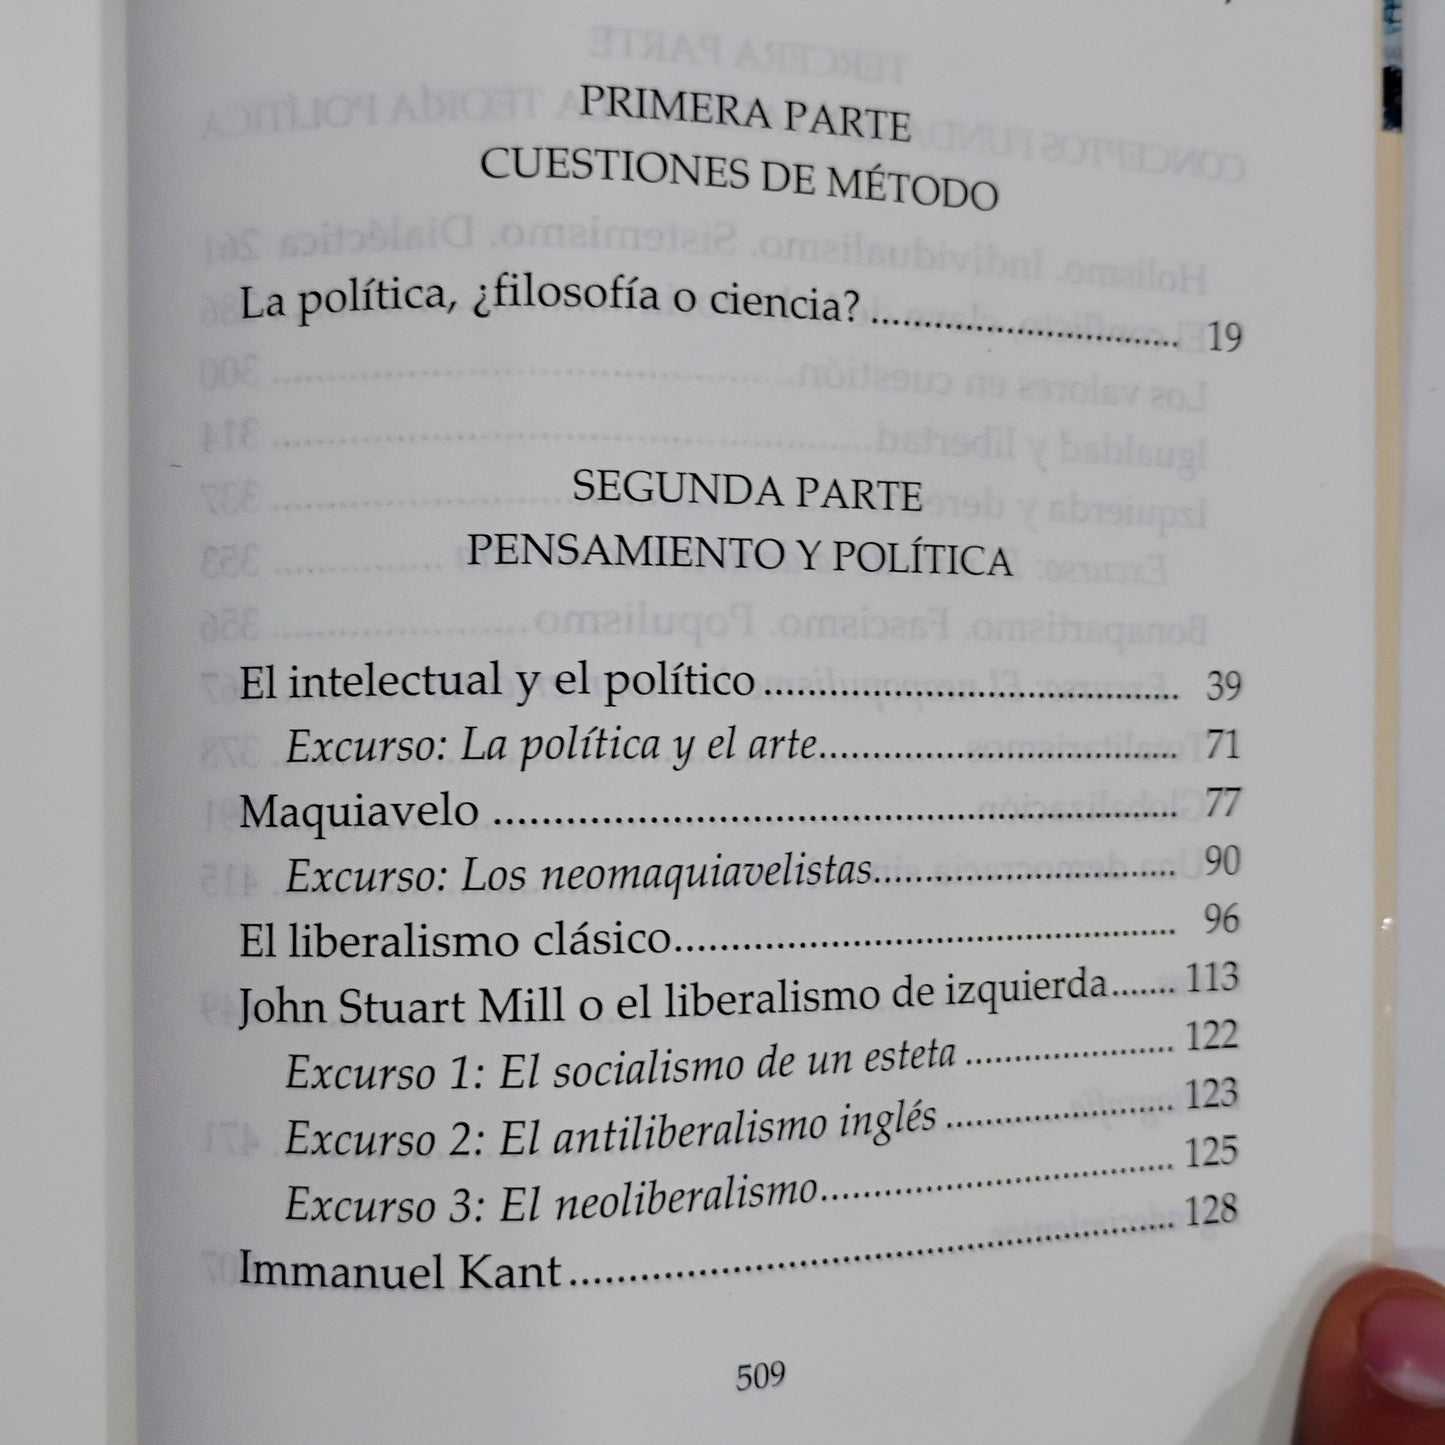 PRIMERA PARTE
CUESTIONES DE MÉTODO
La política, ¿filosofía o ciencia? ................................ 19
SEGUNDA PARTE
PENSAMIENTO Y POLÍTICA
El intelectual y el político ........................................ 39
Excurso: La política y el arte................................... 71
Maquiavelo .................................................................. 77
Excurso: Los neomaquiavelistas............................. 90
El liberalismo clásico................................................ 96
John Stuart Mill o el liberalismo de izquierda....... 113
Excurso 1: El socialismo de un esteta ...................... 122
Excurso 2: El antiliberalismo inglés ........................ 123
Excurso 3: El neoliberalismo.................................... 125
Immanuel Kant............................................................ 128
509